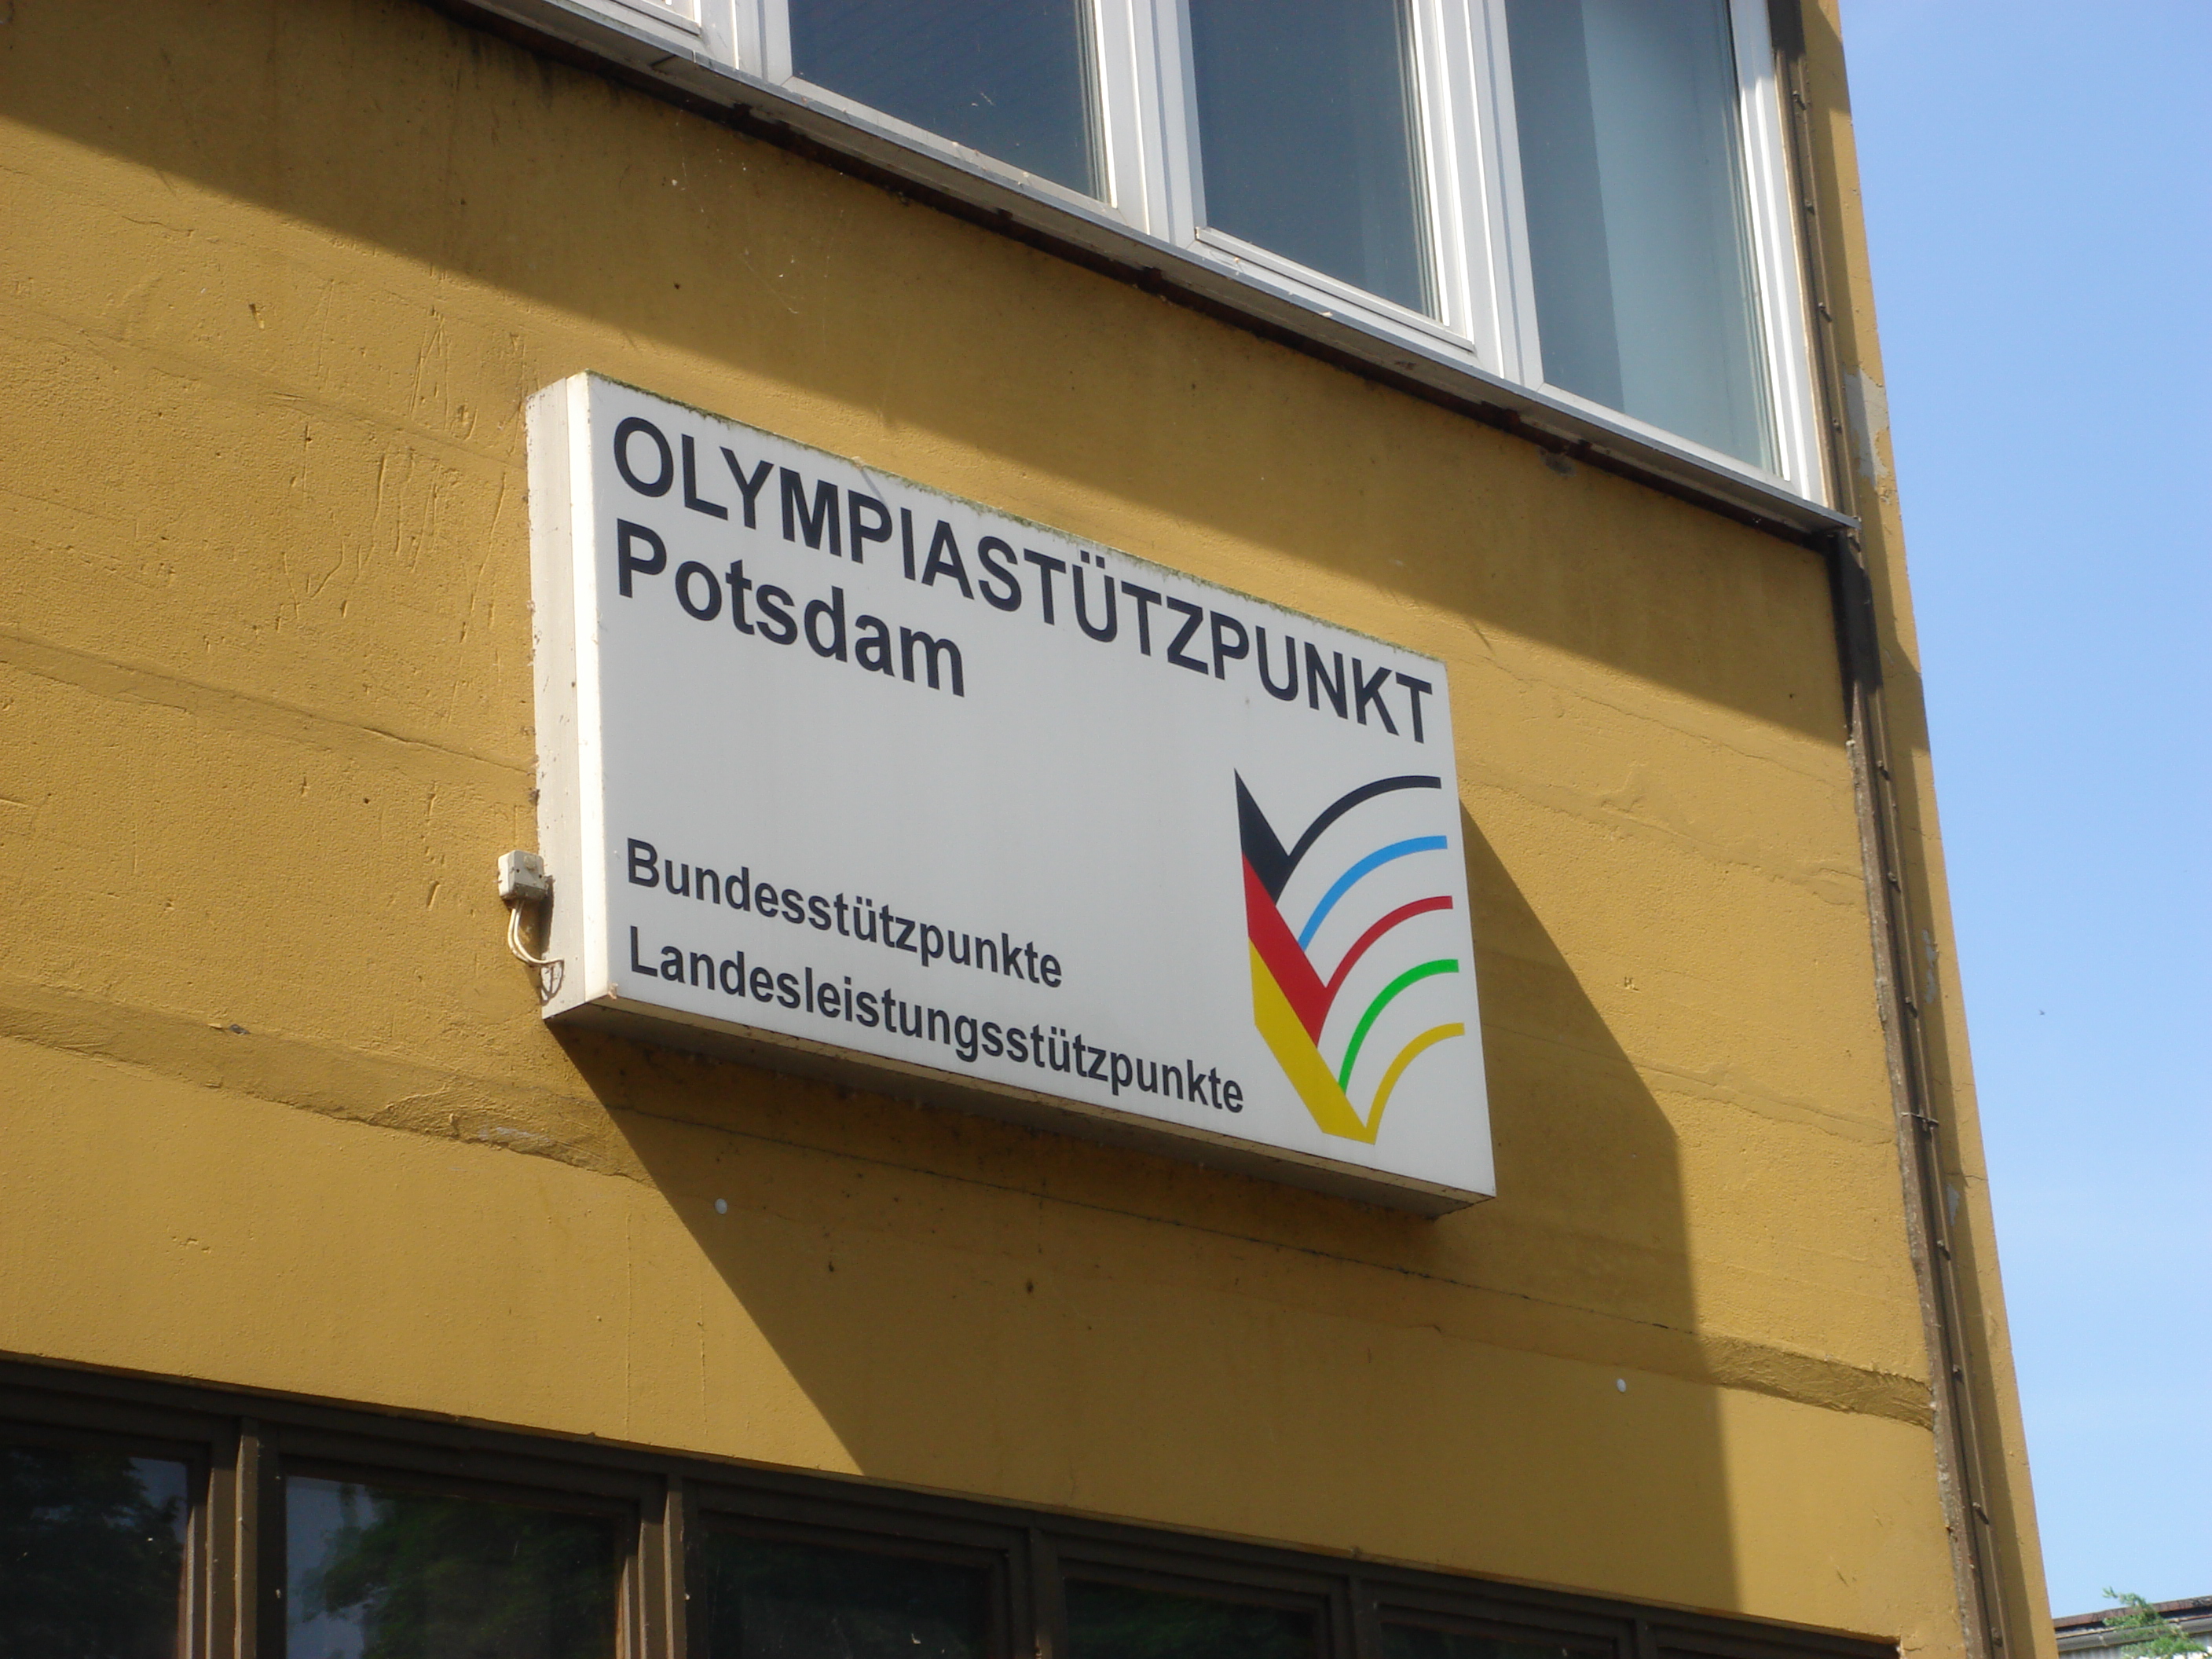 OLYMPIASTÜTZPUNKT
Potsdam
Bundesstützpunkte
Landesleistungsstützpunkte